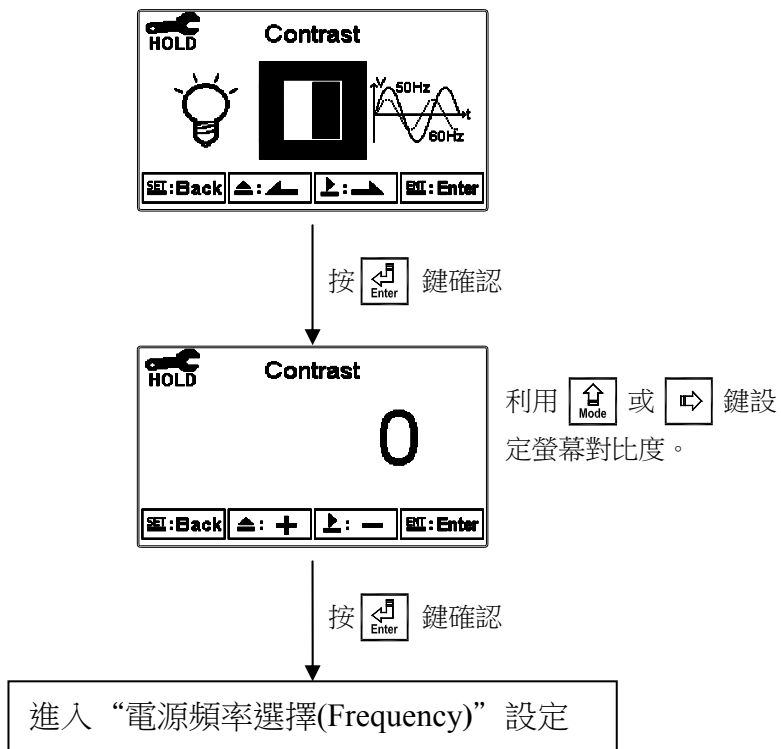 HOLD Contrast
V 50Hz
t
60Hz
SET:Back ▲: ◀ ▶: ▶ ENT:Enter
按 Enter 鍵確認
HOLD Contrast
0
利用 Mode 或 ⇨ 鍵設
定螢幕對比度。
SET:Back ▲: + ▶: − ENT:Enter
按 Enter 鍵確認
進入“電源頻率選擇(Frequency)”設定